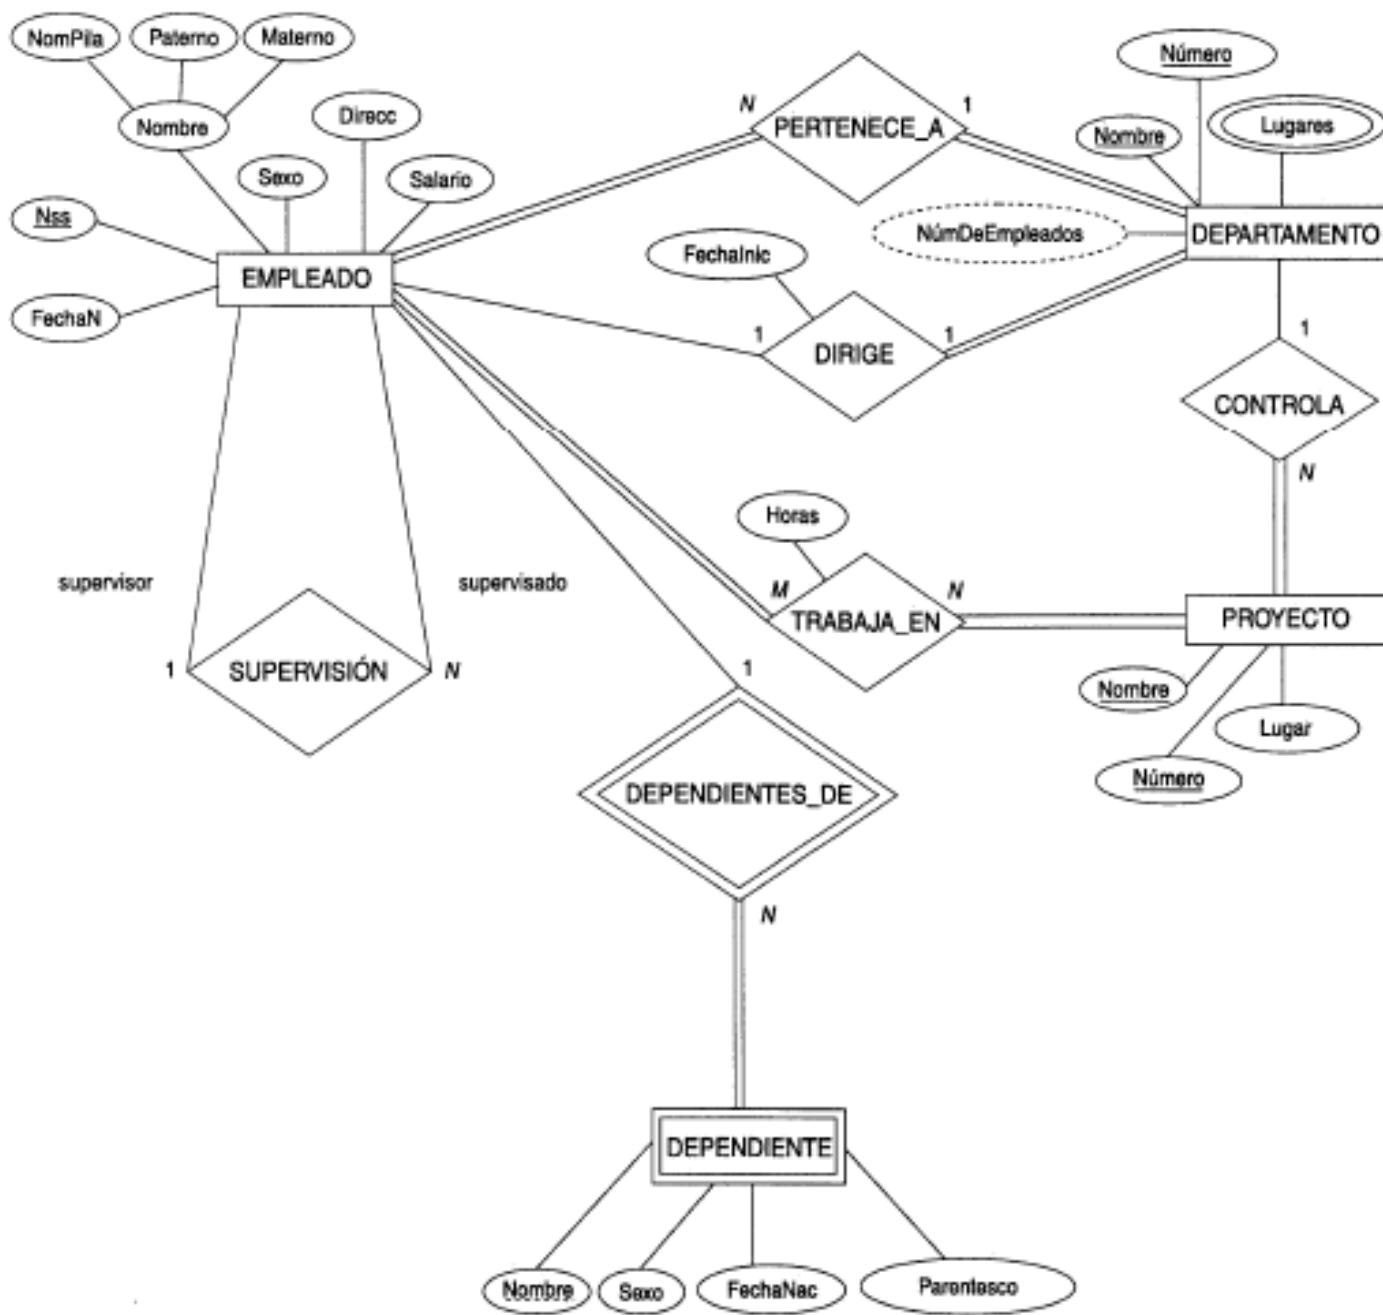 NomPila
Paterno
Materno
Nombre
Direcc
Sexo
Salario
Nss
FechaN
EMPLEADO
N
PERTENECE_A
1
Número
Nombre
Lugares
NúmDeEmpleados
DEPARTAMENTO
FechaInic
1
DIRIGE
1
1
CONTROLA
N
Horas
M
TRABAJA_EN
N
PROYECTO
Nombre
Lugar
Número
supervisor
supervisado
1
SUPERVISIÓN
N
1
DEPENDIENTES_DE
N
DEPENDIENTE
Nombre
Sexo
FechaNac
Parentesco